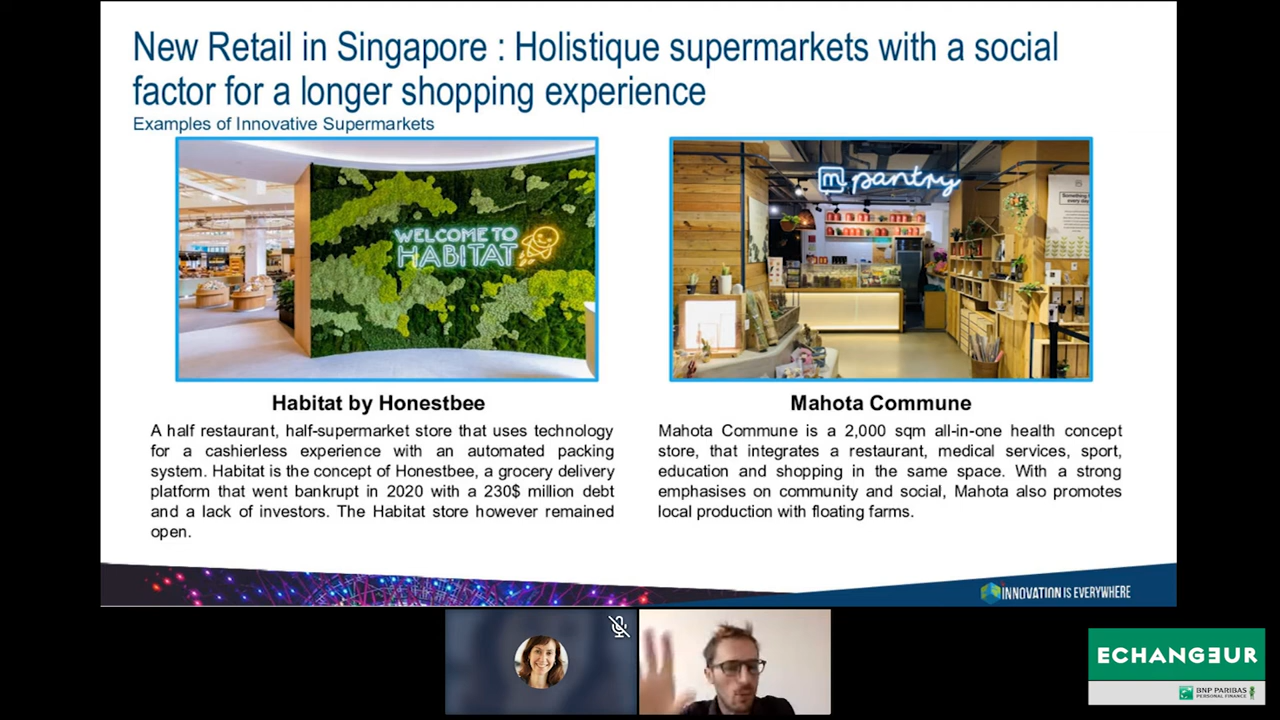 New Retail in Singapore : Holistique supermarkets with a social
factor for a longer shopping experience
Examples of Innovative Supermarkets
WELCOME TO
HABITAT
m pantry
Something
every day
Habitat by Honestbee
A half restaurant, half-supermarket store that uses technology
for a cashierless experience with an automated packing
system. Habitat is the concept of Honestbee, a grocery delivery
platform that went bankrupt in 2020 with a 230$ million debt
and a lack of investors. The Habitat store however remained
open.
Mahota Commune
Mahota Commune is a 2,000 sqm all-in-one health concept
store, that integrates a restaurant, medical services, sport,
education and shopping in the same space. With a strong
emphasises on community and social, Mahota also promotes
local production with floating farms.
INNOVATION IS EVERYWHERE
ECHANGEUR
BNP PARIBAS
PERSONAL FINANCE